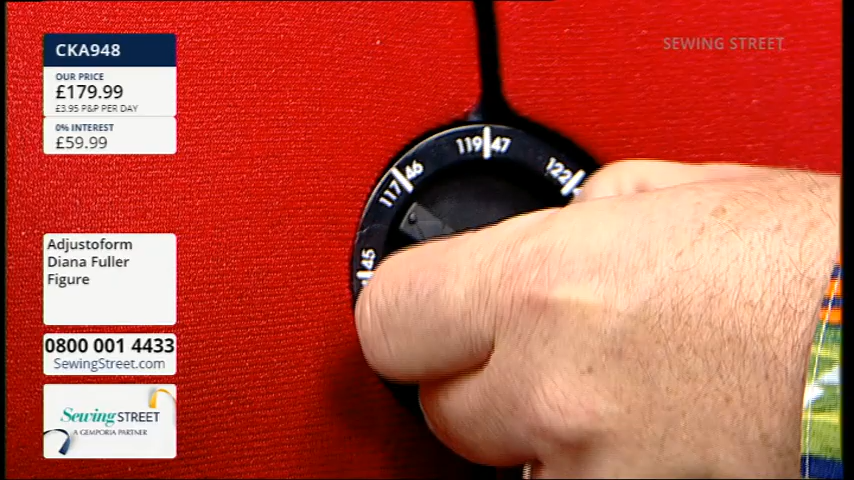 CKA948
OUR PRICE
£179.99
£3.95 P&P PER DAY
0% INTEREST
£59.99
Adjustoform
Diana Fuller
Figure
0800 001 4433
SewingStreet.com
Sewing STREET
A GEMPORIA PARTNER
SEWING STREET
45
117 46
119 47
122